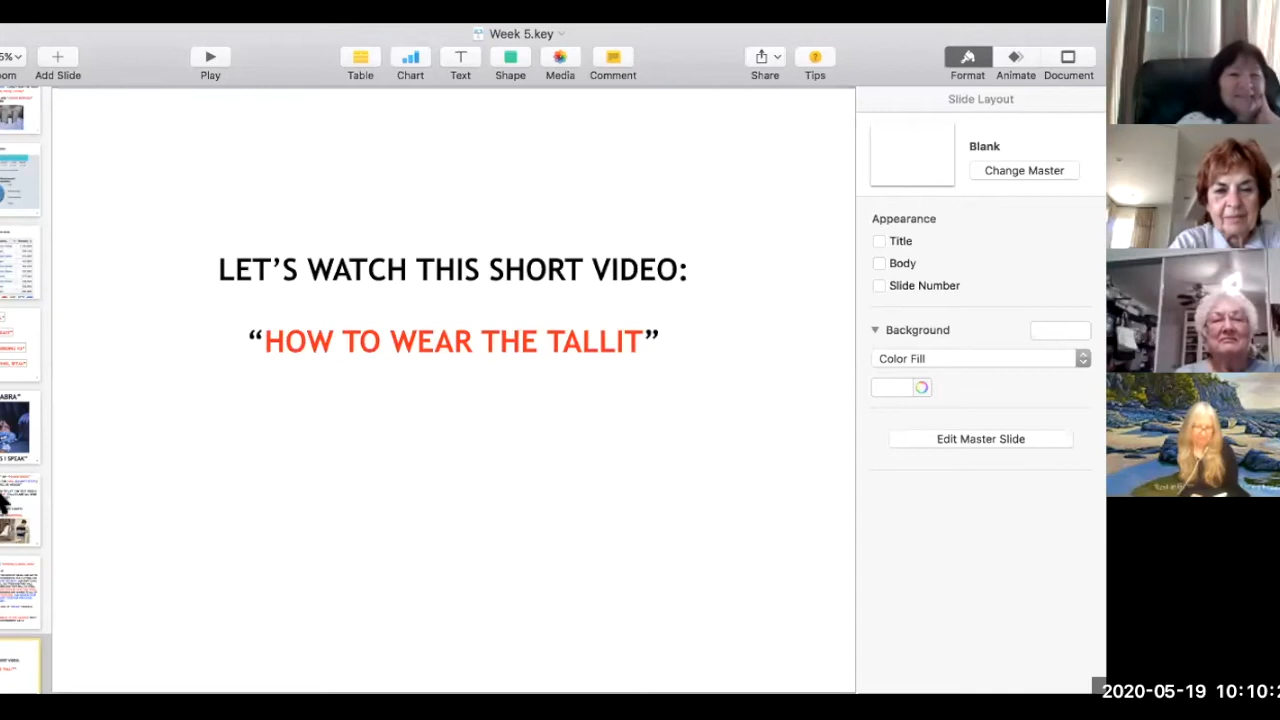 Week 5.key
Add Slide
Play
Table
Chart
Text
Shape
Media
Comment
Share
Tips
Format
Animate
Document
Slide Layout
Blank
Change Master
Appearance
Title
Body
Slide Number
Background
Color Fill
Edit Master Slide
LET’S WATCH THIS SHORT VIDEO:
“HOW TO WEAR THE TALLIT”
2020-05-19 10:10:2